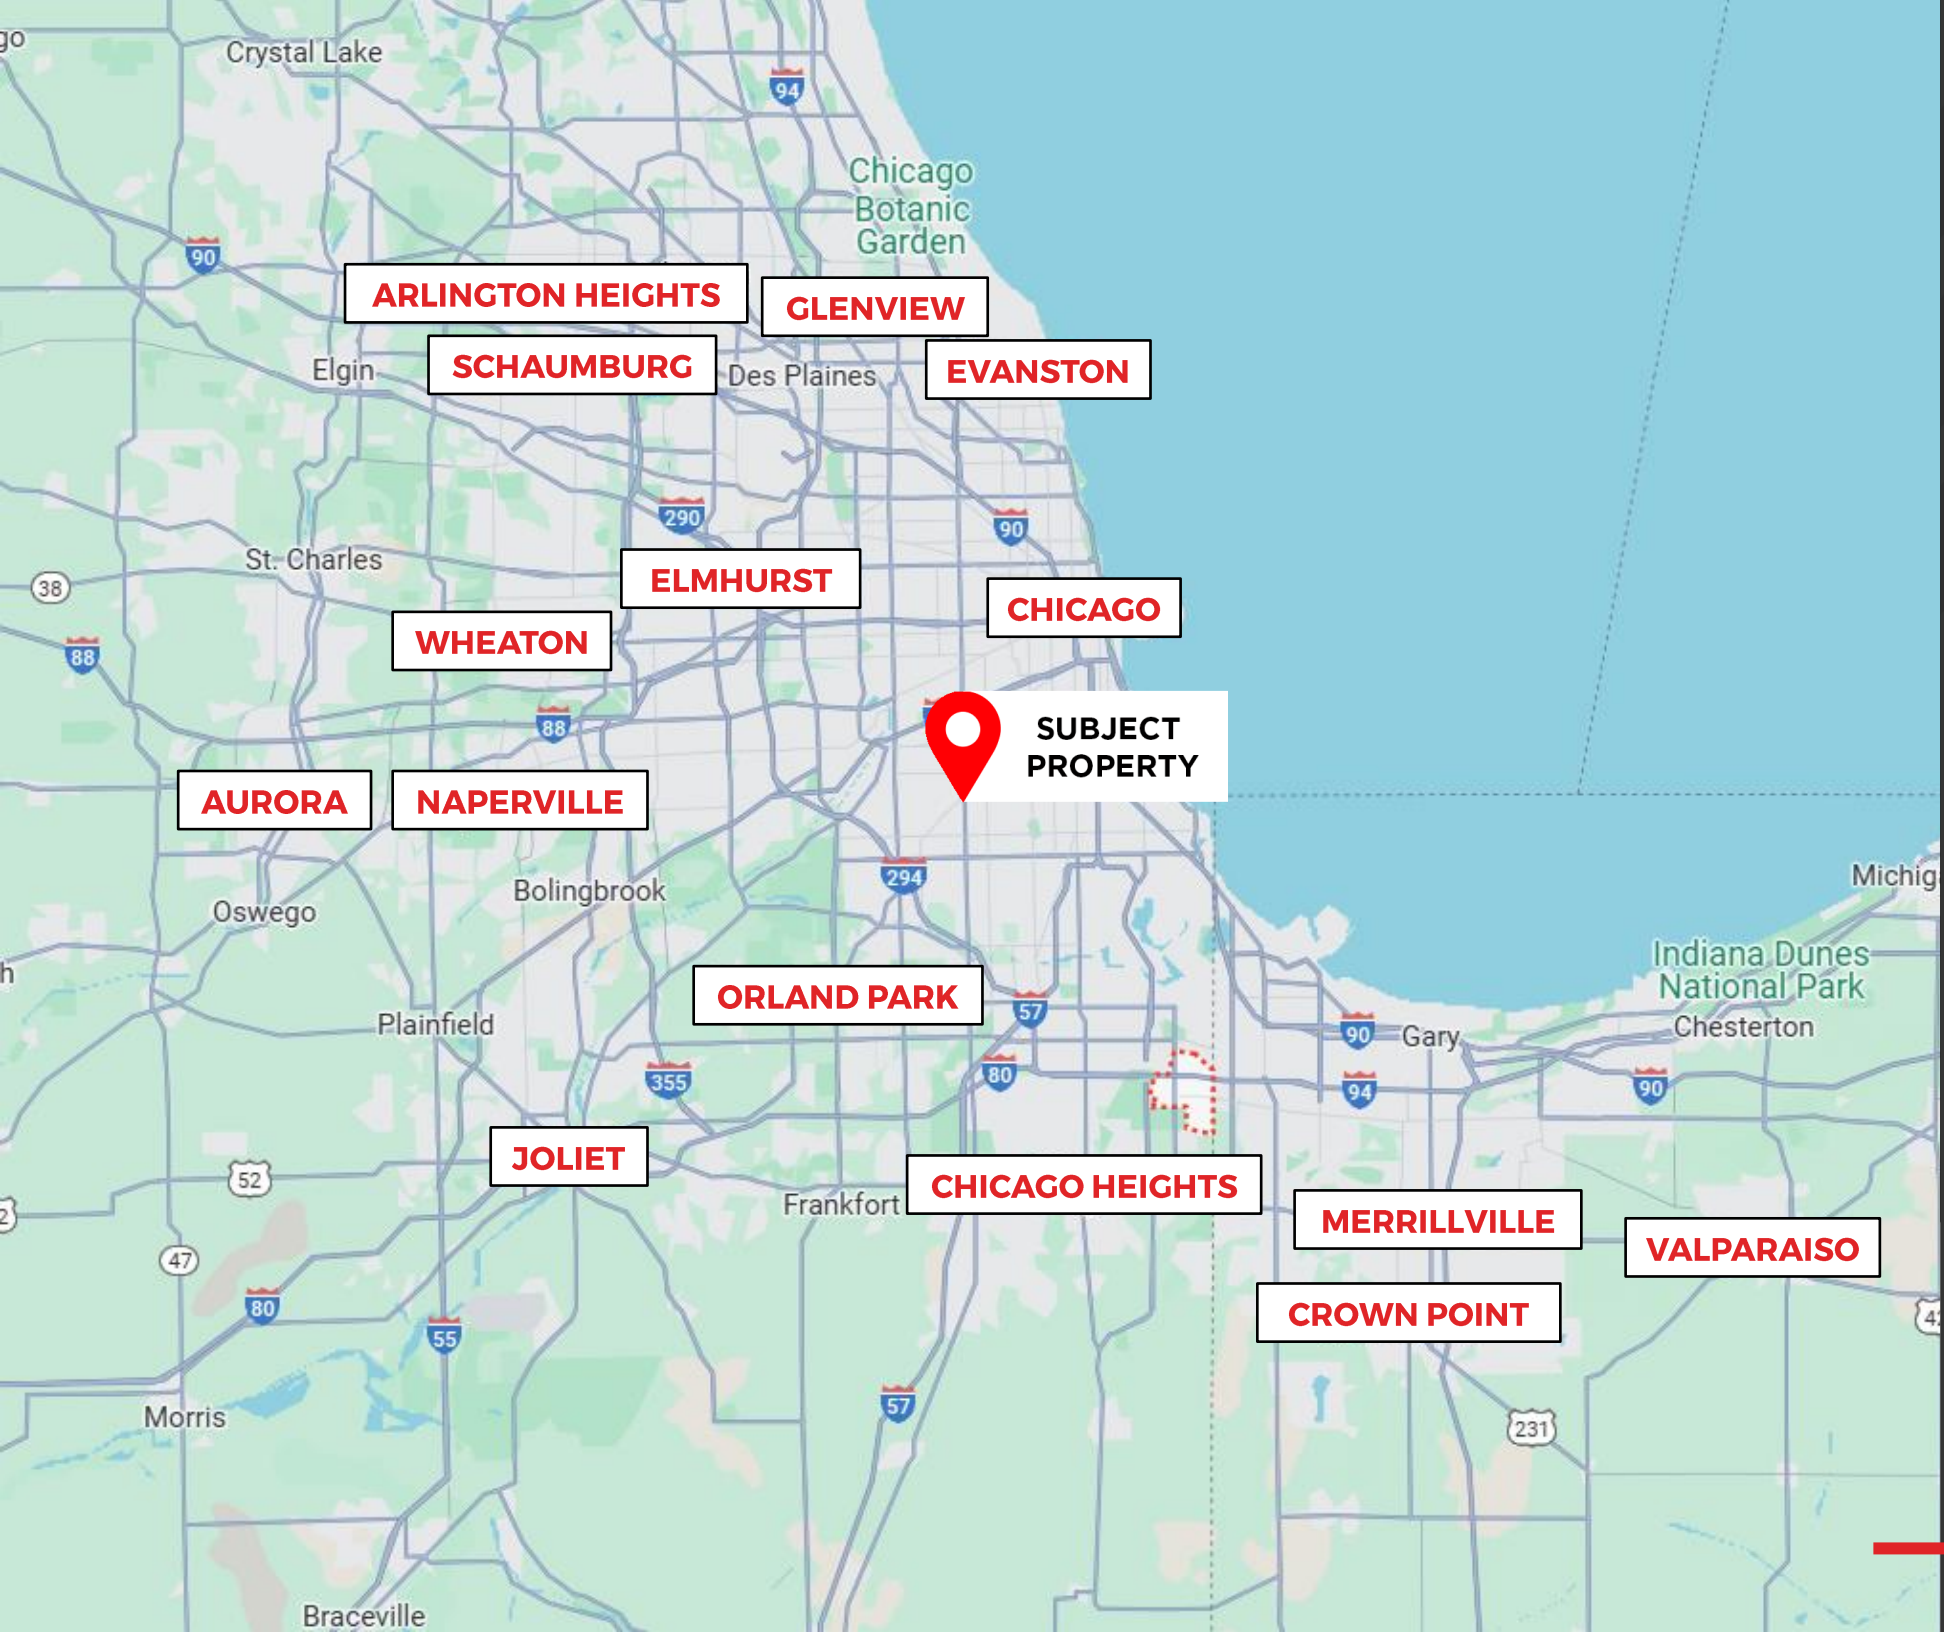 go
Crystal Lake
94
Chicago
Botanic
Garden
90
ARLINGTON HEIGHTS
GLENVIEW
SCHAUMBURG
Elgin
Des Plaines
EVANSTON
290
90
St. Charles
ELMHURST
38
CHICAGO
WHEATON
88
88
SUBJECT
PROPERTY
AURORA
NAPERVILLE
294
Michig
Bolingbrook
Oswego
Indiana Dunes
National Park
h
ORLAND PARK
57
Plainfield
90
Gary
Chesterton
355
80
94
90
JOLIET
52
CHICAGO HEIGHTS
Frankfort
2
MERRILLVILLE
VALPARAISO
47
80
CROWN POINT
42
55
57
Morris
231
Braceville